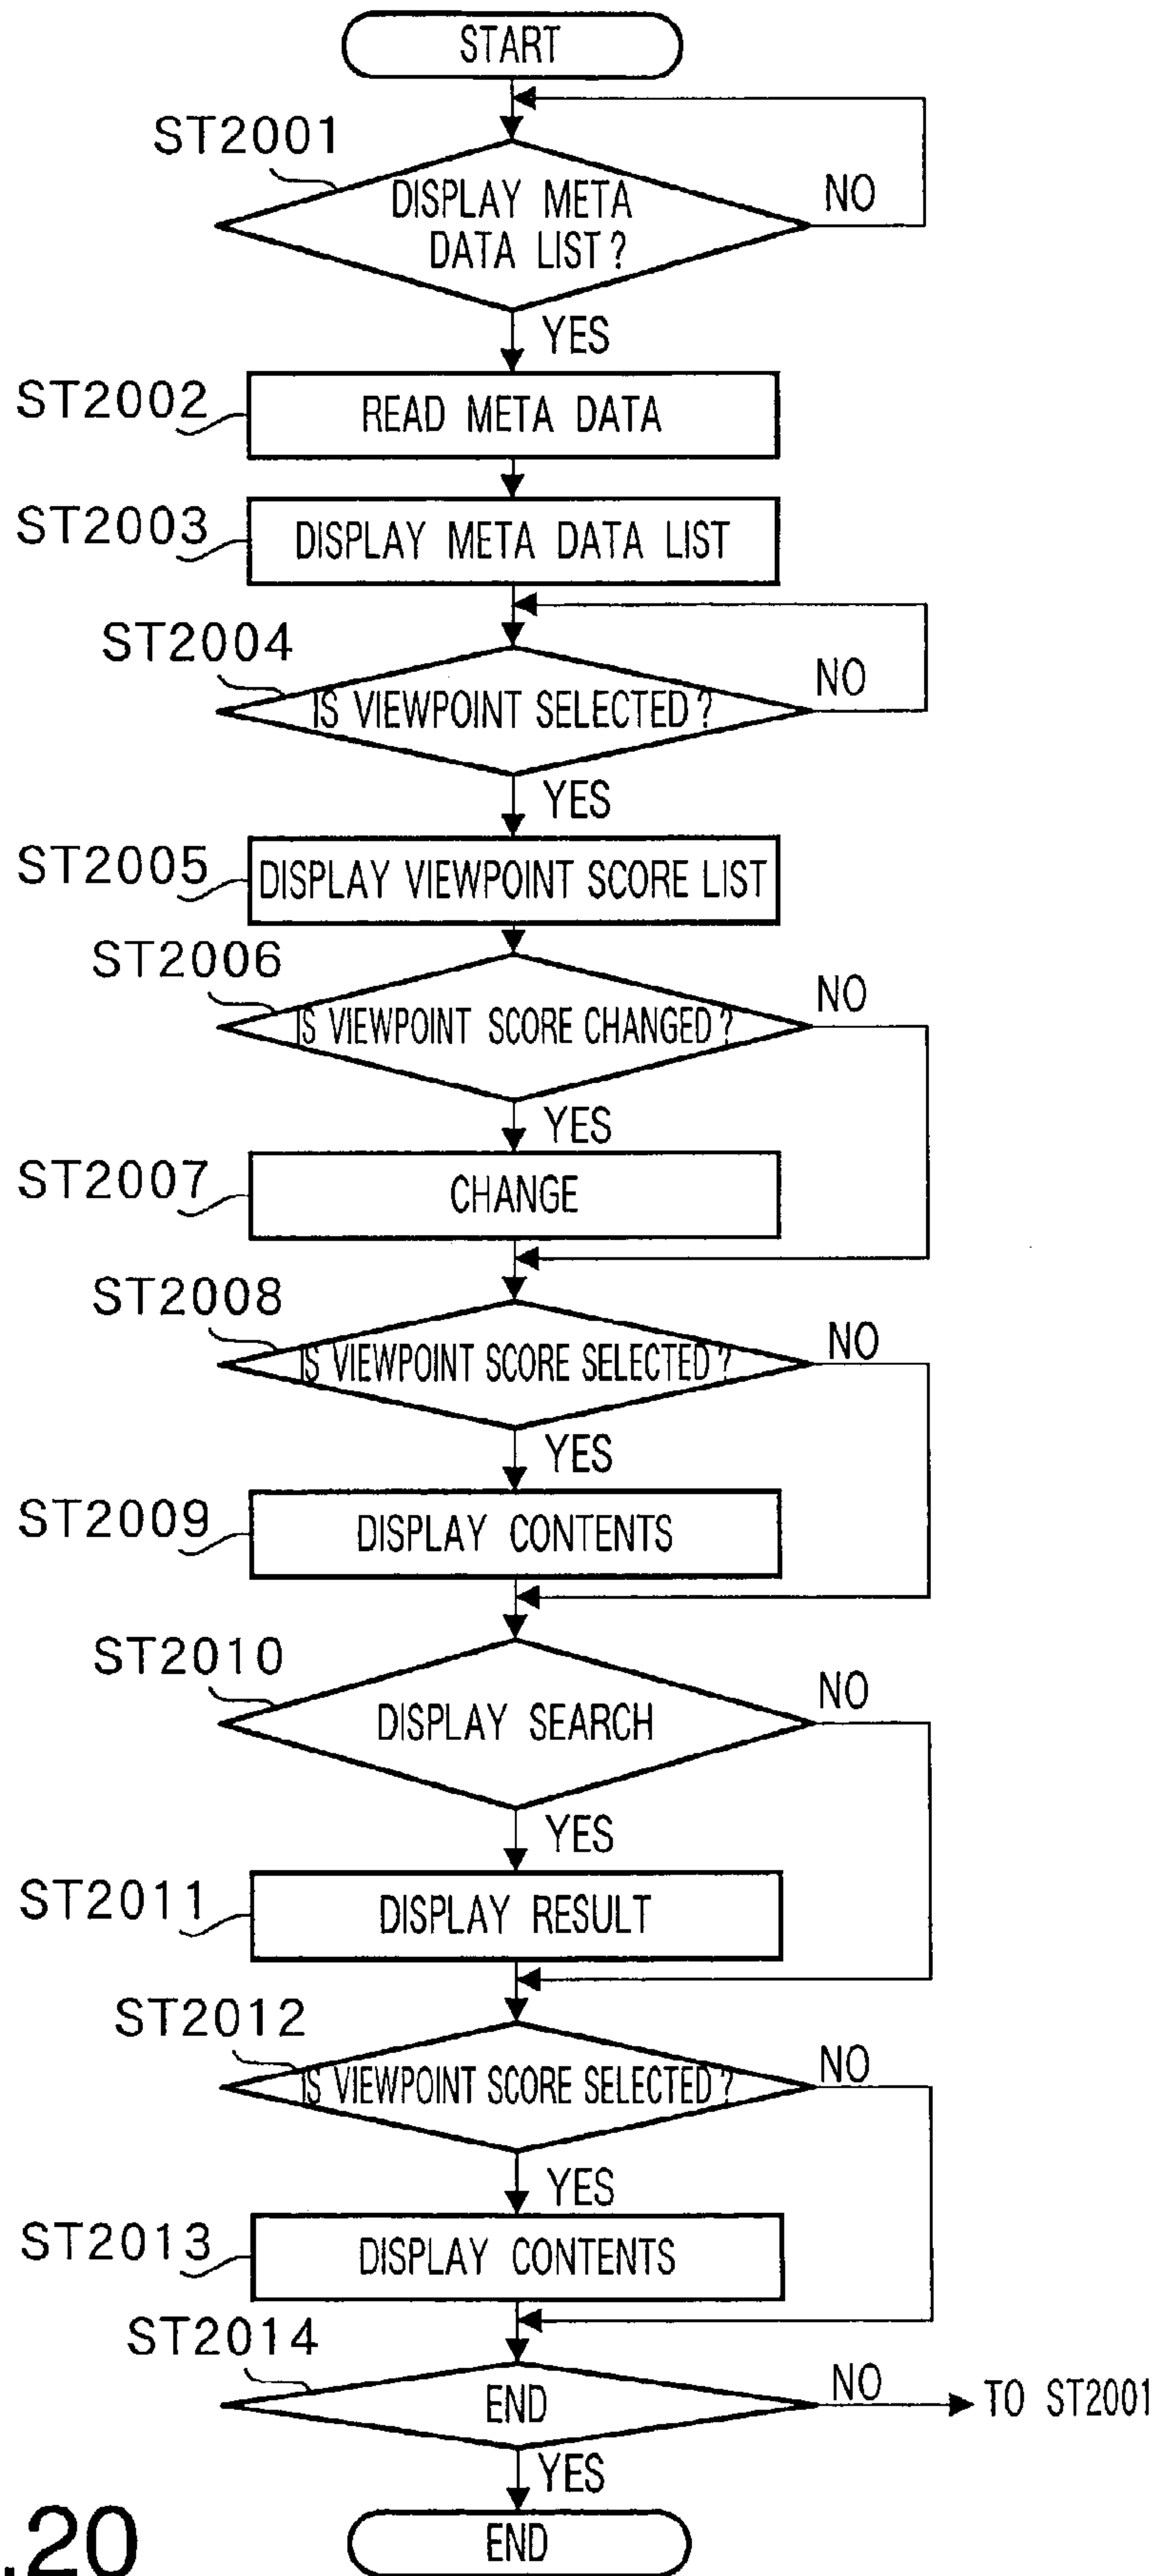 START
ST2001
DISPLAY META
DATA LIST?
NO
YES
ST2002
READ META DATA
ST2003
DISPLAY META DATA LIST
ST2004
IS VIEWPOINT SELECTED?
NO
YES
ST2005
DISPLAY VIEWPOINT SCORE LIST
ST2006
IS VIEWPOINT SCORE CHANGED?
NO
YES
ST2007
CHANGE
ST2008
IS VIEWPOINT SCORE SELECTED?
NO
YES
ST2009
DISPLAY CONTENTS
ST2010
DISPLAY SEARCH
NO
YES
ST2011
DISPLAY RESULT
ST2012
IS VIEWPOINT SCORE SELECTED?
NO
YES
ST2013
DISPLAY CONTENTS
ST2014
END
NO
TO ST2001
YES
END
.20